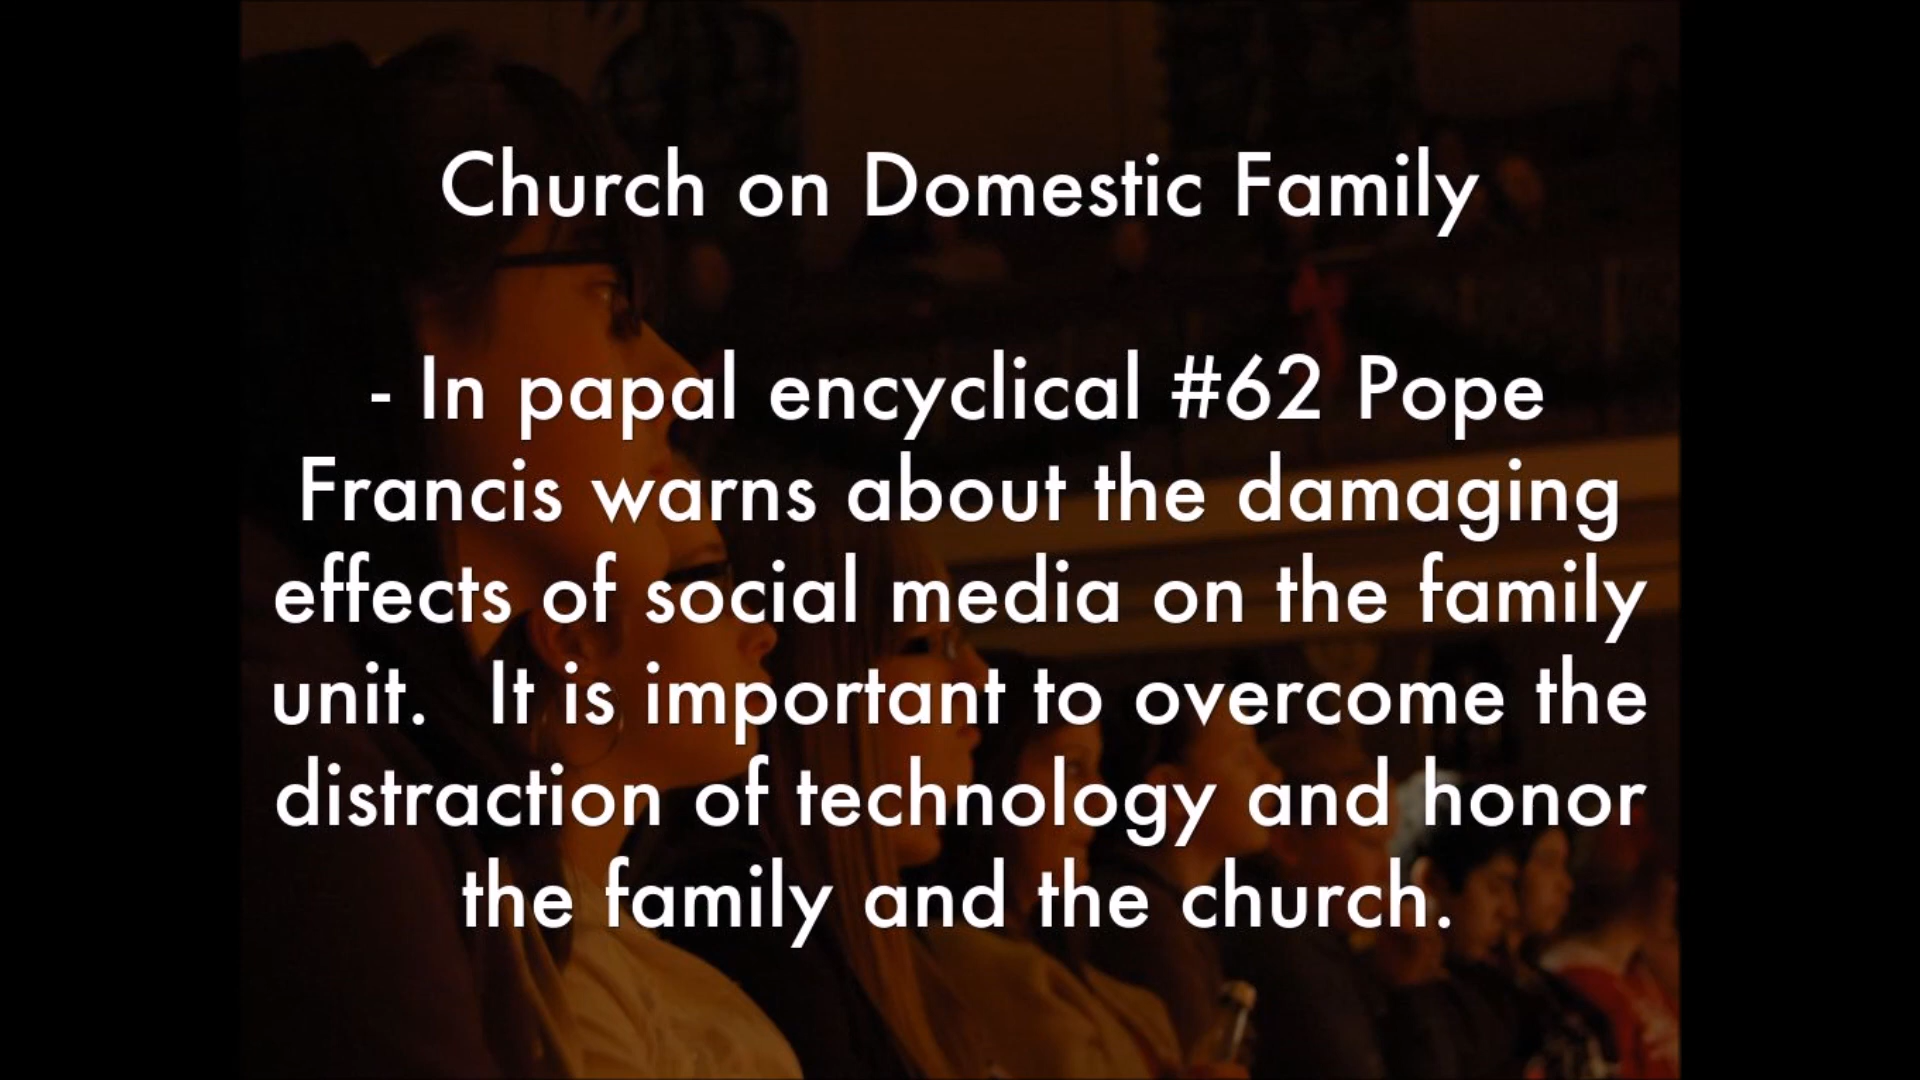 Church on Domestic Family
- In papal encyclical #62 Pope
Francis warns about the damaging
effects of social media on the family
unit.  It is important to overcome the
distraction of technology and honor
the family and the church.